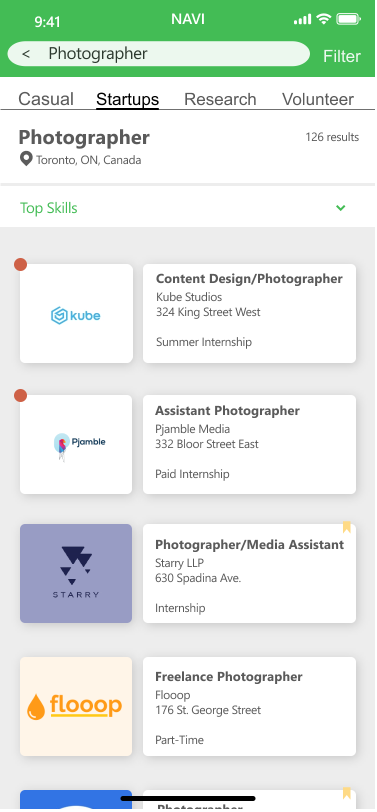 9:41
NAVI
< Photographer
Filter
Casual Startups Research Volunteer
Photographer
126 results
Toronto, ON, Canada
Top Skills
kube
Content Design/Photographer
Kube Studios
324 King Street West
Summer Internship
Pjamble
Assistant Photographer
Pjamble Media
332 Bloor Street East
Paid Internship
STARRY
Photographer/Media Assistant
Starry LLP
630 Spadina Ave.
Internship
flooop
Freelance Photographer
Flooop
176 St. George Street
Part-Time
Photographer